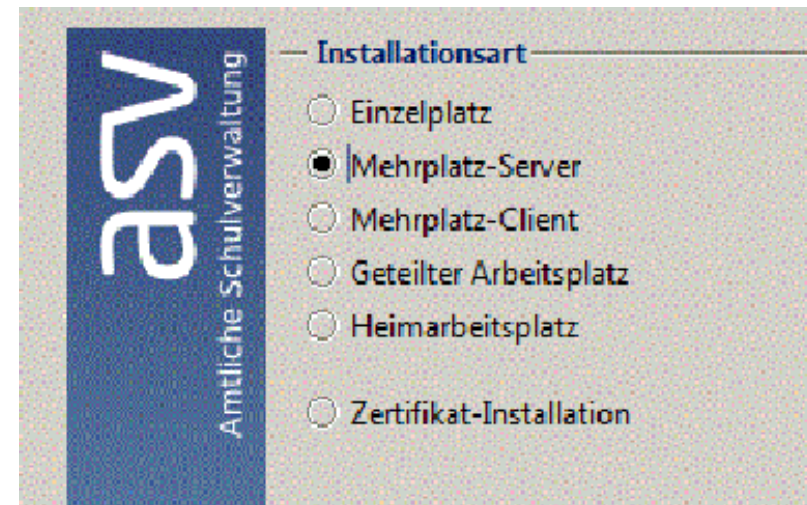 asv
Amtliche Schulverwaltung
Installationsart
Einzelplatz
Mehrplatz-Server
Mehrplatz-Client
Geteilter Arbeitsplatz
Heimarbeitsplatz
Zertifikat-Installation